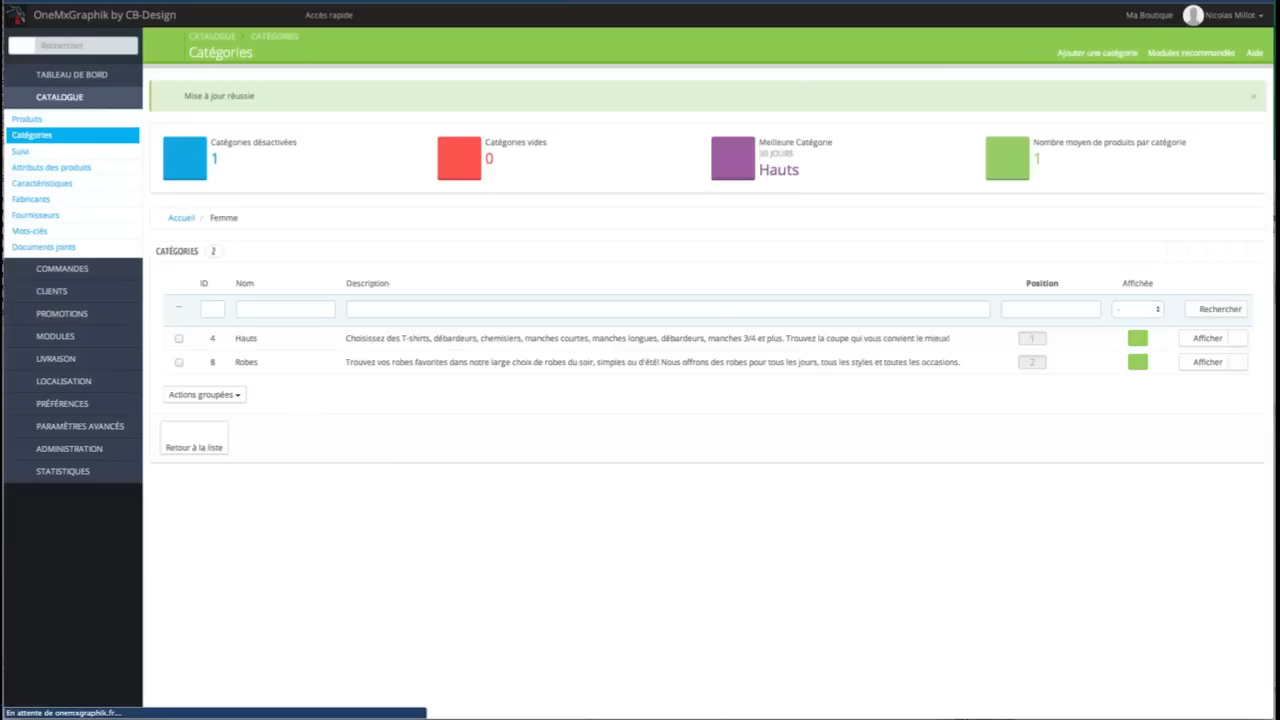 OneMxGraphik by CB-Design
Accès rapide
Ma Boutique
Nicolas Millot
Rechercher
CATALOGUE / CATÉGORIES
Catégories
Ajouter une catégorie
Modules recommandés
Aide
TABLEAU DE BORD
CATALOGUE
Produits
Catégories
Suivi
Attributs des produits
Caractéristiques
Fabricants
Fournisseurs
Mots-clés
Documents joints
COMMANDES
CLIENTS
PROMOTIONS
MODULES
LIVRAISON
LOCALISATION
PRÉFÉRENCES
PARAMÈTRES AVANCÉS
ADMINISTRATION
STATISTIQUES
Mise à jour réussie ×
Catégories désactivées
1
Catégories vides
0
Meilleure Catégorie
30 JOURS
Hauts
Nombre moyen de produits par catégorie
1
Accueil / Femme
CATÉGORIES 2
ID Nom Description Position Affichée
-- - Rechercher
4 Hauts Choisissez des T-shirts, débardeurs, chemisiers, manches courtes, manches longues, débardeurs, manches 3/4 et plus. Trouvez la coupe qui vous convient le mieux! 1 Afficher
8 Robes Trouvez vos robes favorites dans notre large choix de robes du soir, simples ou d'été! Nous offrons des robes pour tous les jours, tous les styles et toutes les occasions. 2 Afficher
Actions groupées
Retour à la liste
En attente de onemxgraphik.fr...